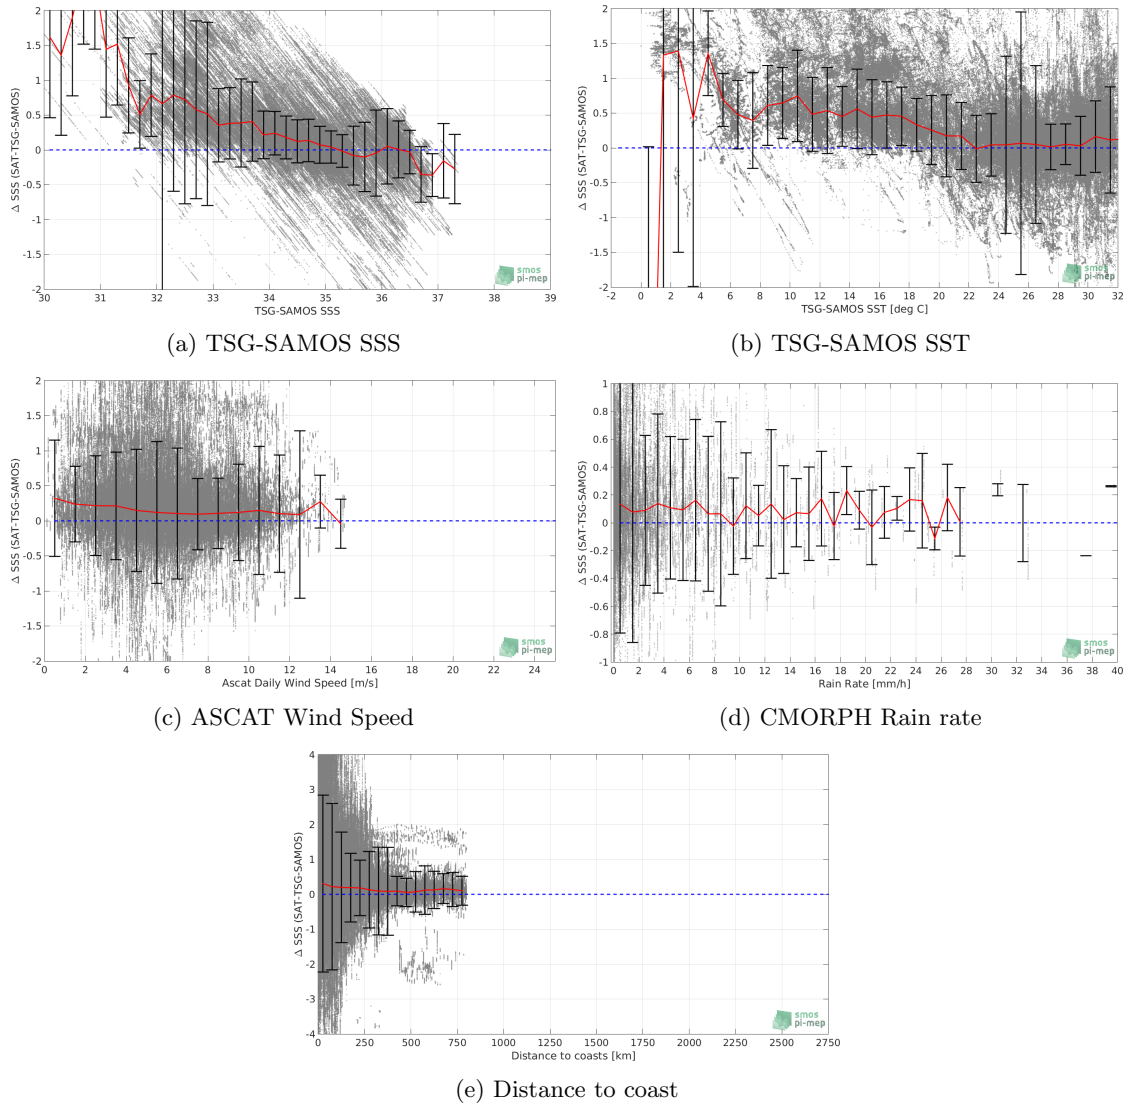 2
1.5
1
0.5
0
-0.5
-1
-1.5
-2
Δ SSS (SAT-TSG-SAMOS)
30 31 32 33 34 35 36 37 38 39
TSG-SAMOS SSS
smos
pi-mep
(a) TSG-SAMOS SSS
2
1.5
1
0.5
0
-0.5
-1
-1.5
-2
Δ SSS (SAT-TSG-SAMOS)
-2 0 2 4 6 8 10 12 14 16 18 20 22 24 26 28 30 32
TSG-SAMOS SST [deg C]
smos
pi-mep
(b) TSG-SAMOS SST
2
1.5
1
0.5
0
-0.5
-1
-1.5
-2
Δ SSS (SAT-TSG-SAMOS)
0 2 4 6 8 10 12 14 16 18 20 22 24
Ascat Daily Wind Speed [m/s]
smos
pi-mep
(c) ASCAT Wind Speed
1
0.8
0.6
0.4
0.2
0
-0.2
-0.4
-0.6
-0.8
-1
Δ SSS (SAT-TSG-SAMOS)
0 2 4 6 8 10 12 14 16 18 20 22 24 26 28 30 32 34 36 38 40
Rain Rate [mm/h]
smos
pi-mep
(d) CMORPH Rain rate
4
3
2
1
0
-1
-2
-3
-4
Δ SSS (SAT-TSG-SAMOS)
0 250 500 750 1000 1250 1500 1750 2000 2250 2500 2750
Distance to coasts [km]
smos
pi-mep
(e) Distance to coast